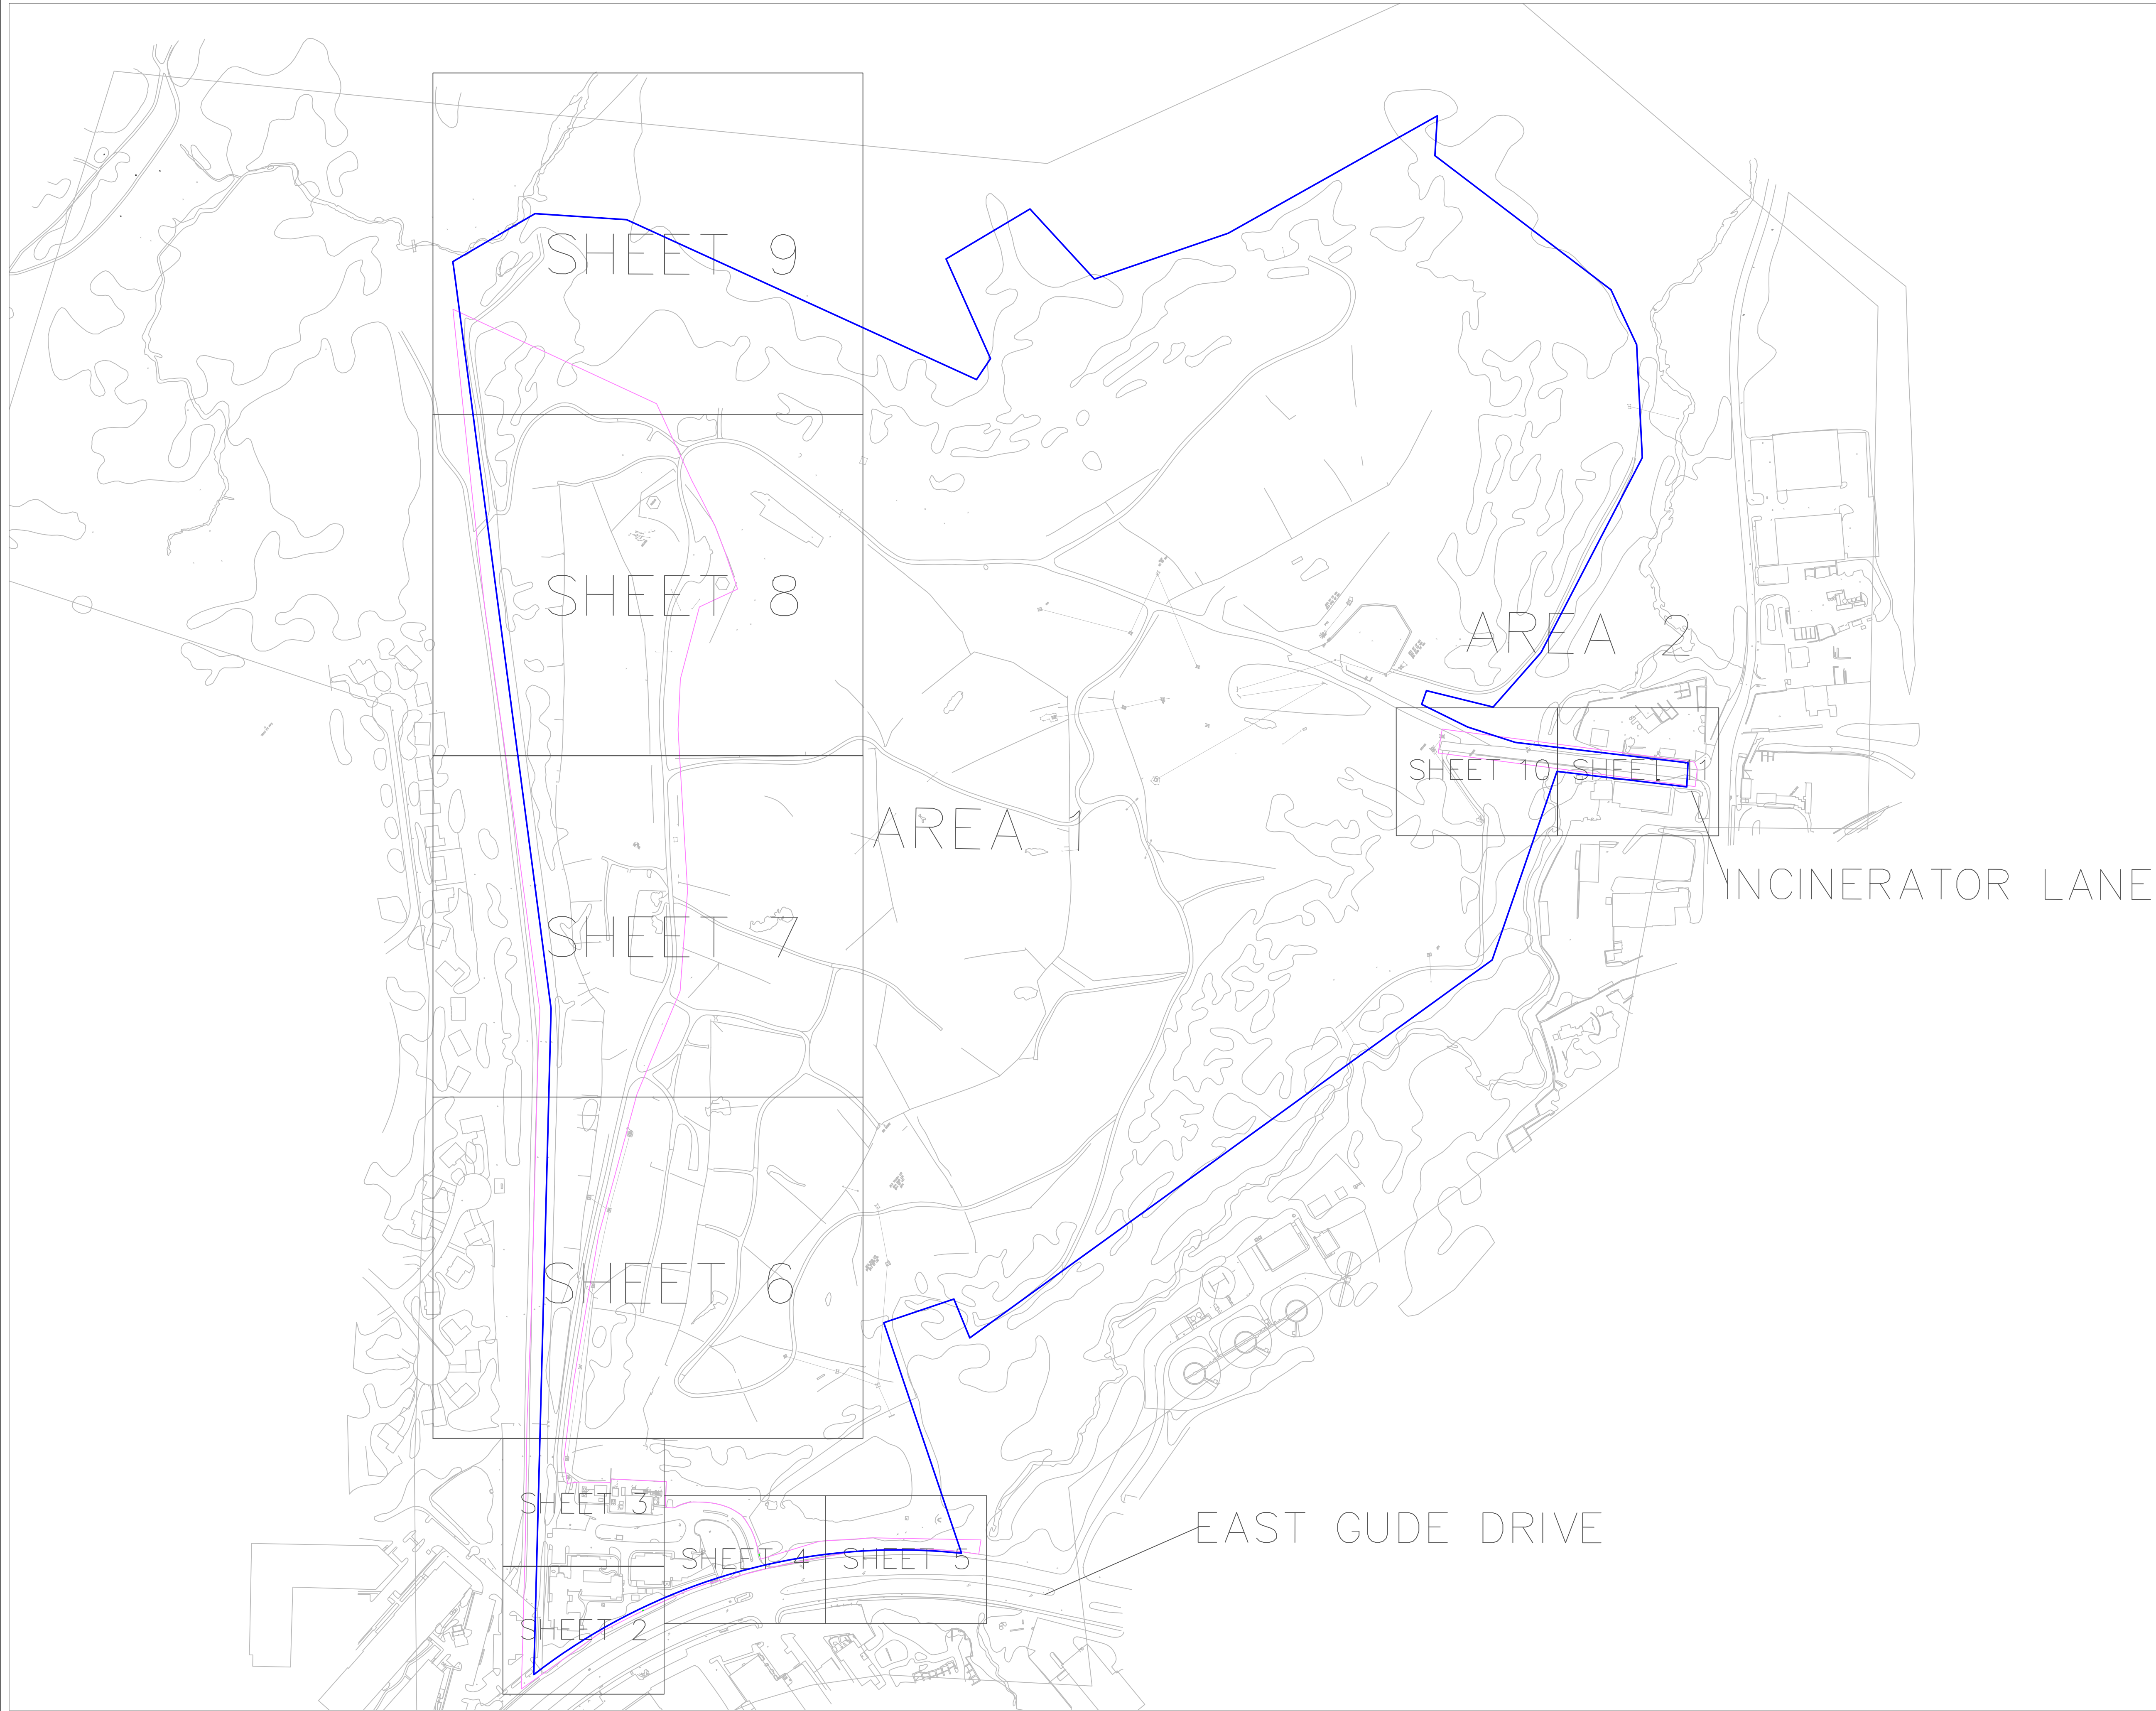 SHEET 9
SHEET 8
AREA 2
SHEET 10
SHEET 11
AREA 1
INCINERATOR LANE
SHEET 7
SHEET 6
SHEET 3
EAST GUDE DRIVE
SHEET 4
SHEET 5
SHEET 2